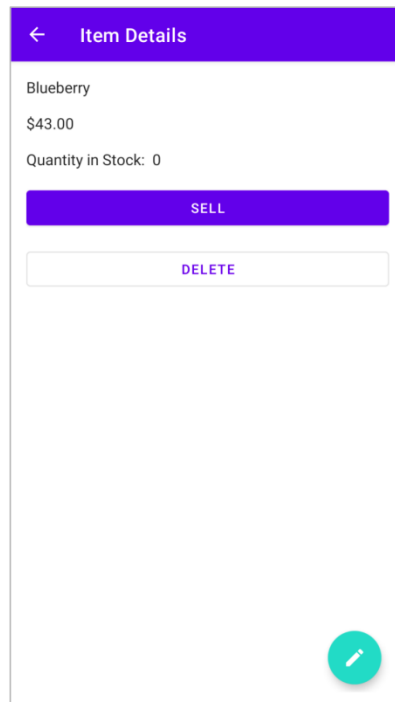 Item Details
Blueberry
$43.00
Quantity in Stock: 0
SELL
DELETE